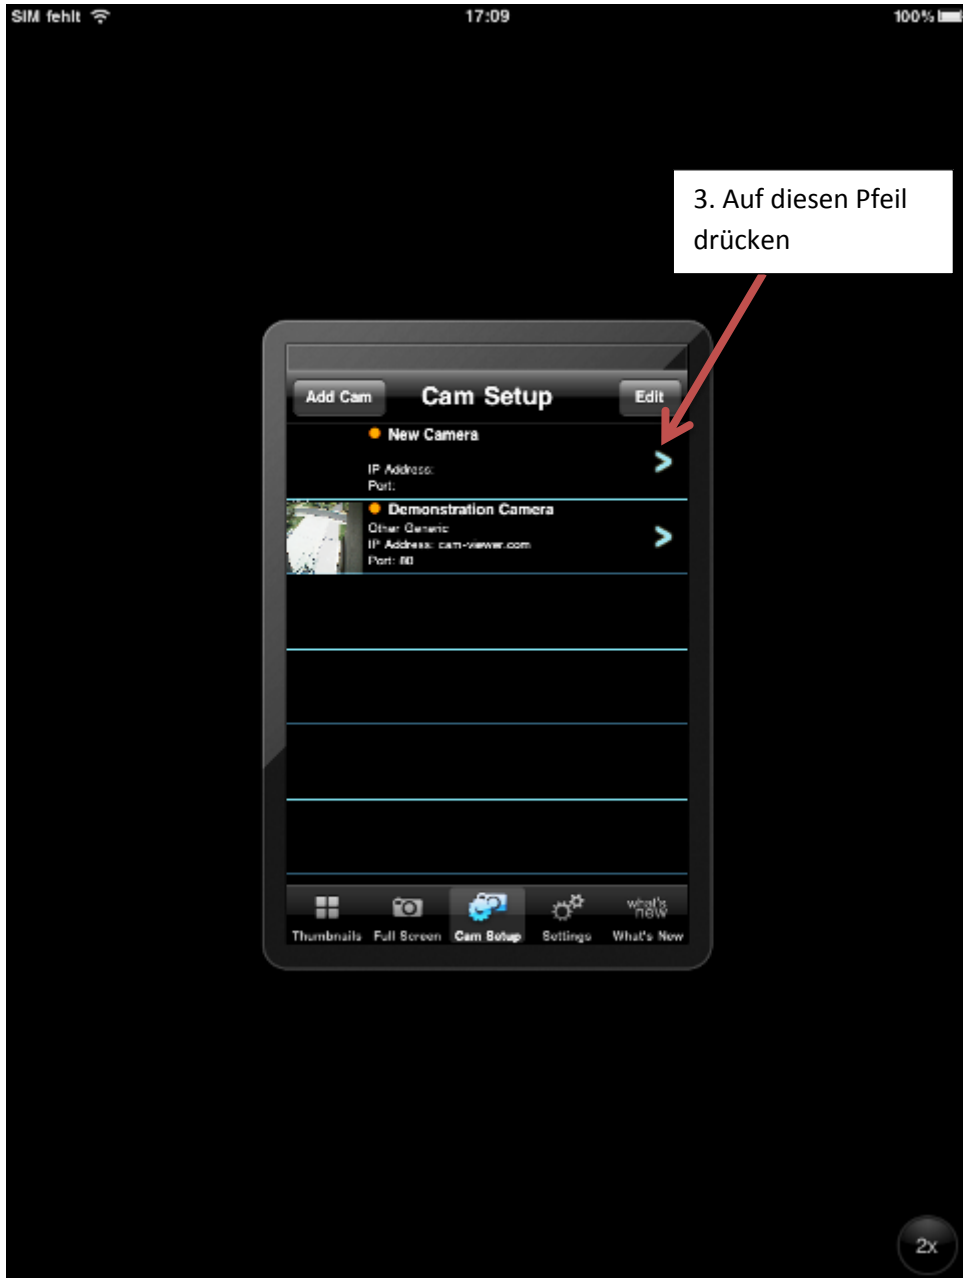 SIM fehlt
17:09
100%
3. Auf diesen Pfeil
drücken
Add Cam
Cam Setup
Edit
New Camera
IP Address:
Port:
Demonstration Camera
Other Generic
IP Address: cam-viewer.com
Port: 80
what's
new
Thumbnails
Full Screen
Cam Setup
Settings
What's New
2x